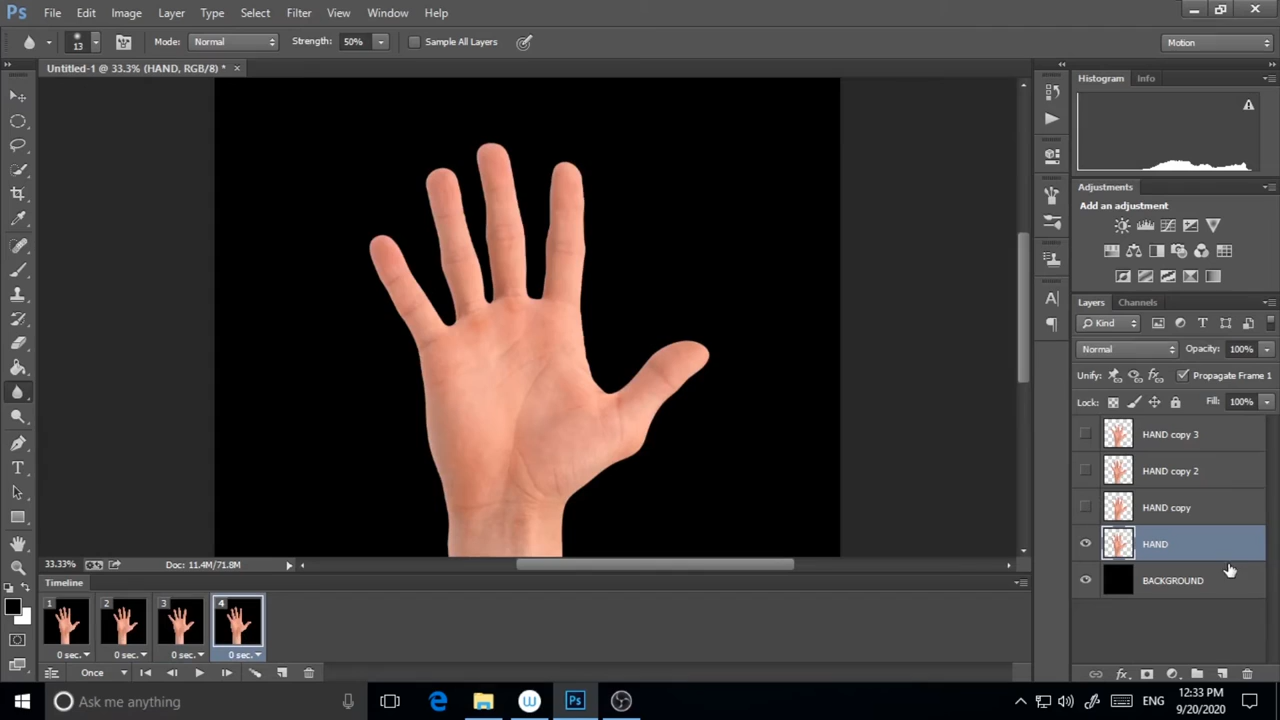 Ps File Edit Image Layer Type Select Filter View Window Help
13 Mode: Normal Strength: 50% Sample All Layers Motion
Untitled-1 @ 33.3% (HAND, RGB/8) * ×
Histogram Info
Adjustments
Add an adjustment
Layers Channels
Kind
Normal Opacity: 100%
Unify: Propagate Frame 1
Lock: Fill: 100%
HAND copy 3
HAND copy 2
HAND copy
HAND
BACKGROUND
33.33% Doc: 11.4M/71.8M
Timeline
1 2 3 4
0 sec. 0 sec. 0 sec. 0 sec.
Once
Ask me anything ENG 12:33 PM
9/20/2020